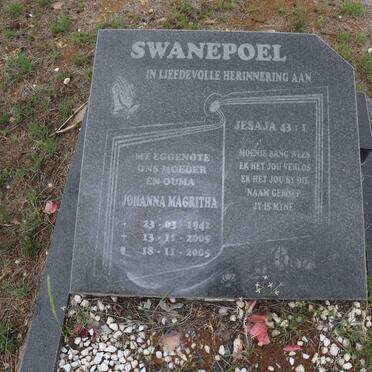 SWANEPOEL
IN LIEFDEVOLLE HERINNERING AAN
MY EGGENOTE
ONS MOEDER
EN OUMA
JOHANNA MAGRITHA
23 - 03 - 1941
13 - 11 - 2005
18 - 11 - 2005
JESAJA 43 : 1
MOENIE BANG WEES
EK HET JOU VERLOS
EK HET JOU BY DIE
NAAM GEROEP
JY IS MYNE